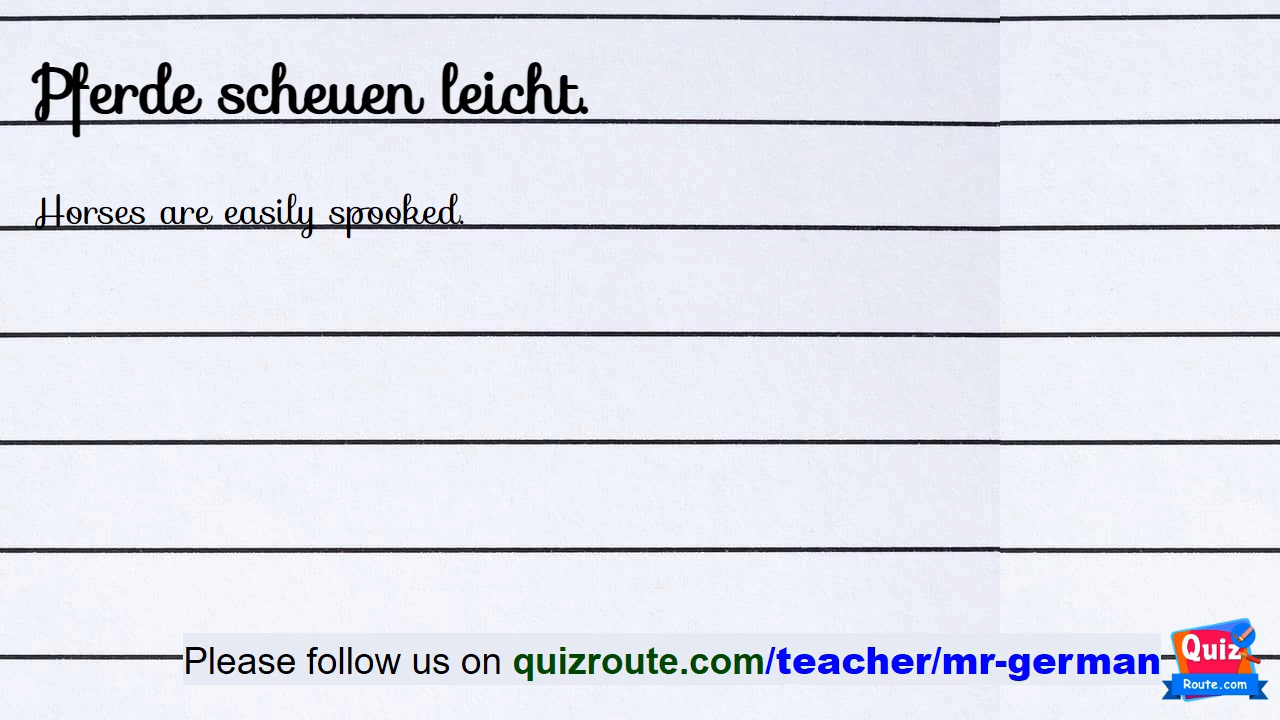 Pferde scheuen leicht.
Horses are easily spooked.
Please follow us on quizroute.com/teacher/mr-german
Quiz
Route.com